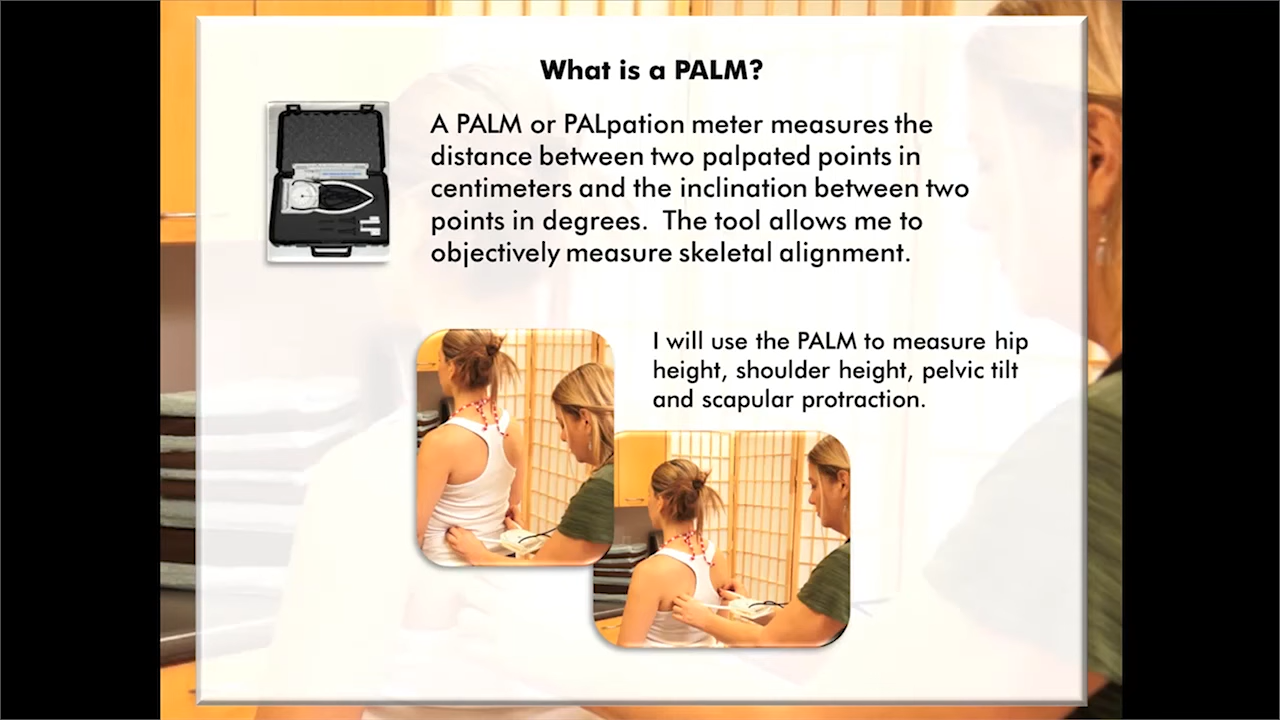 What is a PALM?
A PALM or PALpation meter measures the
distance between two palpated points in
centimeters and the inclination between two
points in degrees.  The tool allows me to
objectively measure skeletal alignment.
I will use the PALM to measure hip
height, shoulder height, pelvic tilt
and scapular protraction.